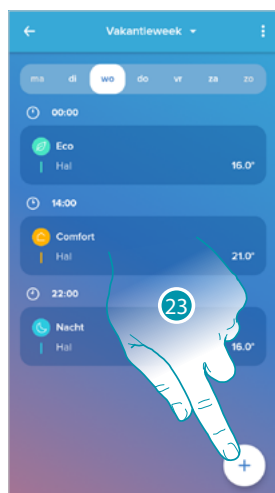 Vakantieweek
ma di wo do vr za zo
00:00
Eco
Hal 16.0°
14:00
Comfort
Hal 21.0°
22:00
Nacht
Hal 16.0°
23
+